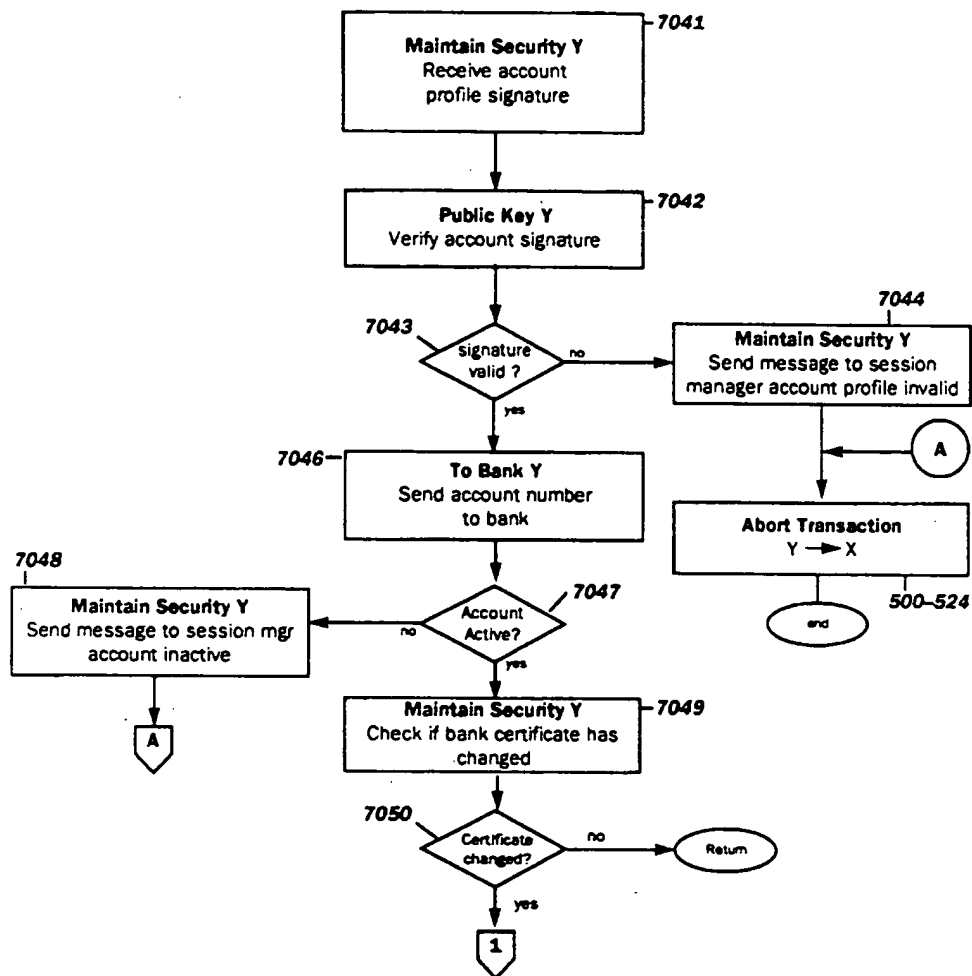 7041
Maintain Security Y
Receive account
profile signature
7042
Public Key Y
Verify account signature
7043
signature
valid ?
no
yes
7044
Maintain Security Y
Send message to session
manager account profile invalid
A
Abort Transaction
Y → X
500–524
end
7046
To Bank Y
Send account number
to bank
7047
Account
Active?
no
yes
7048
Maintain Security Y
Send message to session mgr
account inactive
A
7049
Maintain Security Y
Check if bank certificate has
changed
7050
Certificate
changed?
no
Return
yes
1